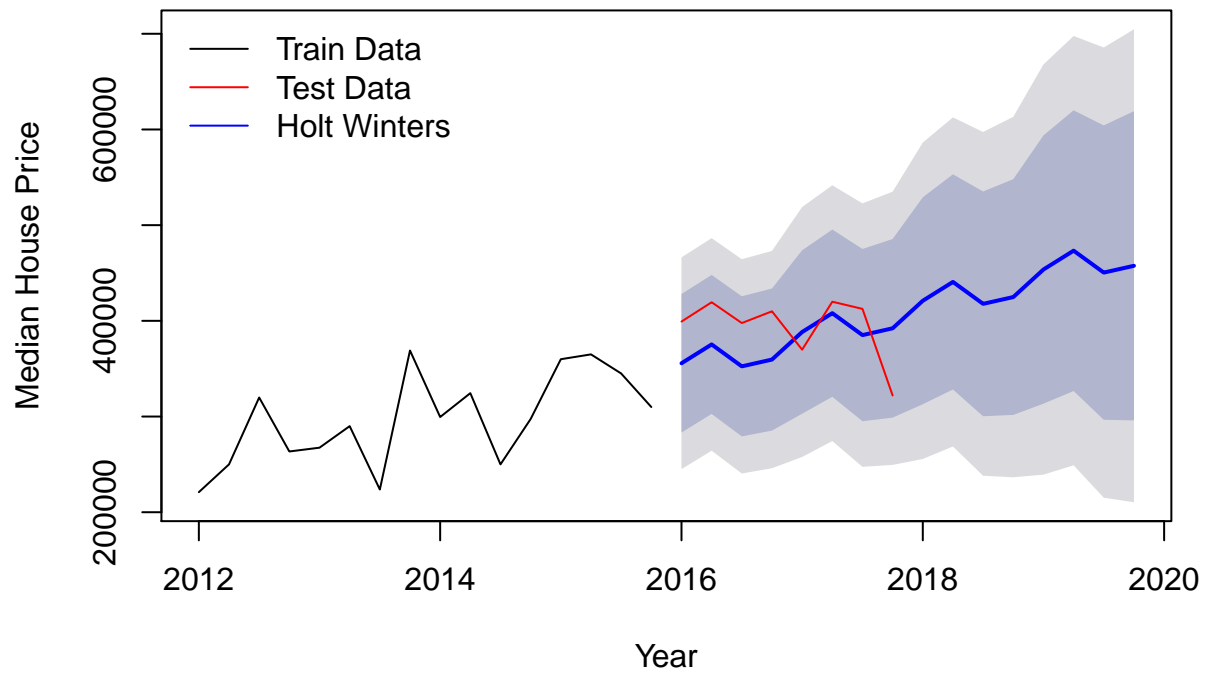 Train Data
Test Data
Holt Winters
Median House Price
600000
400000
200000
2012 2014 2016 2018 2020
Year